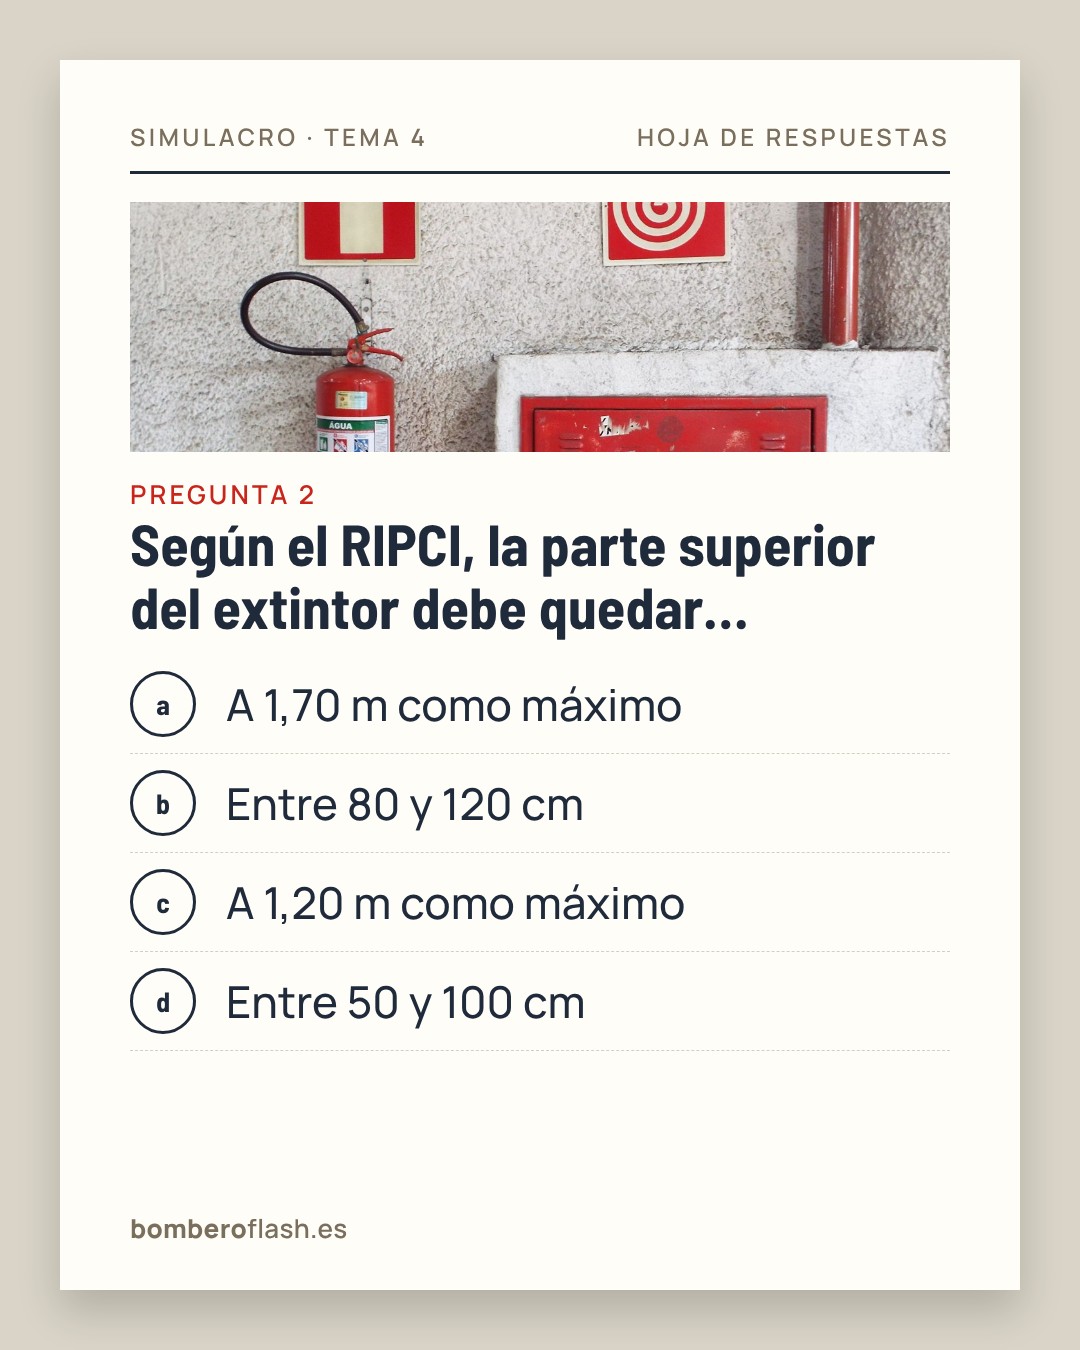 SIMULACRO · TEMA 4
HOJA DE RESPUESTAS
ÁGUA
PREGUNTA 2
Según el RIPCI, la parte superior
del extintor debe quedar...
a A 1,70 m como máximo
b Entre 80 y 120 cm
c A 1,20 m como máximo
d Entre 50 y 100 cm
bomberoflash.es